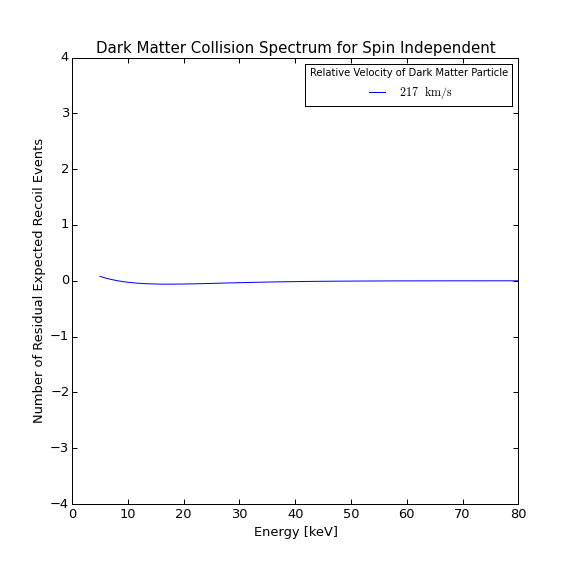 Dark Matter Collision Spectrum for Spin Independent
Relative Velocity of Dark Matter Particle
217 km/s
Number of Residual Expected Recoil Events
4
3
2
1
0
−1
−2
−3
−4
0 10 20 30 40 50 60 70 80
Energy [keV]